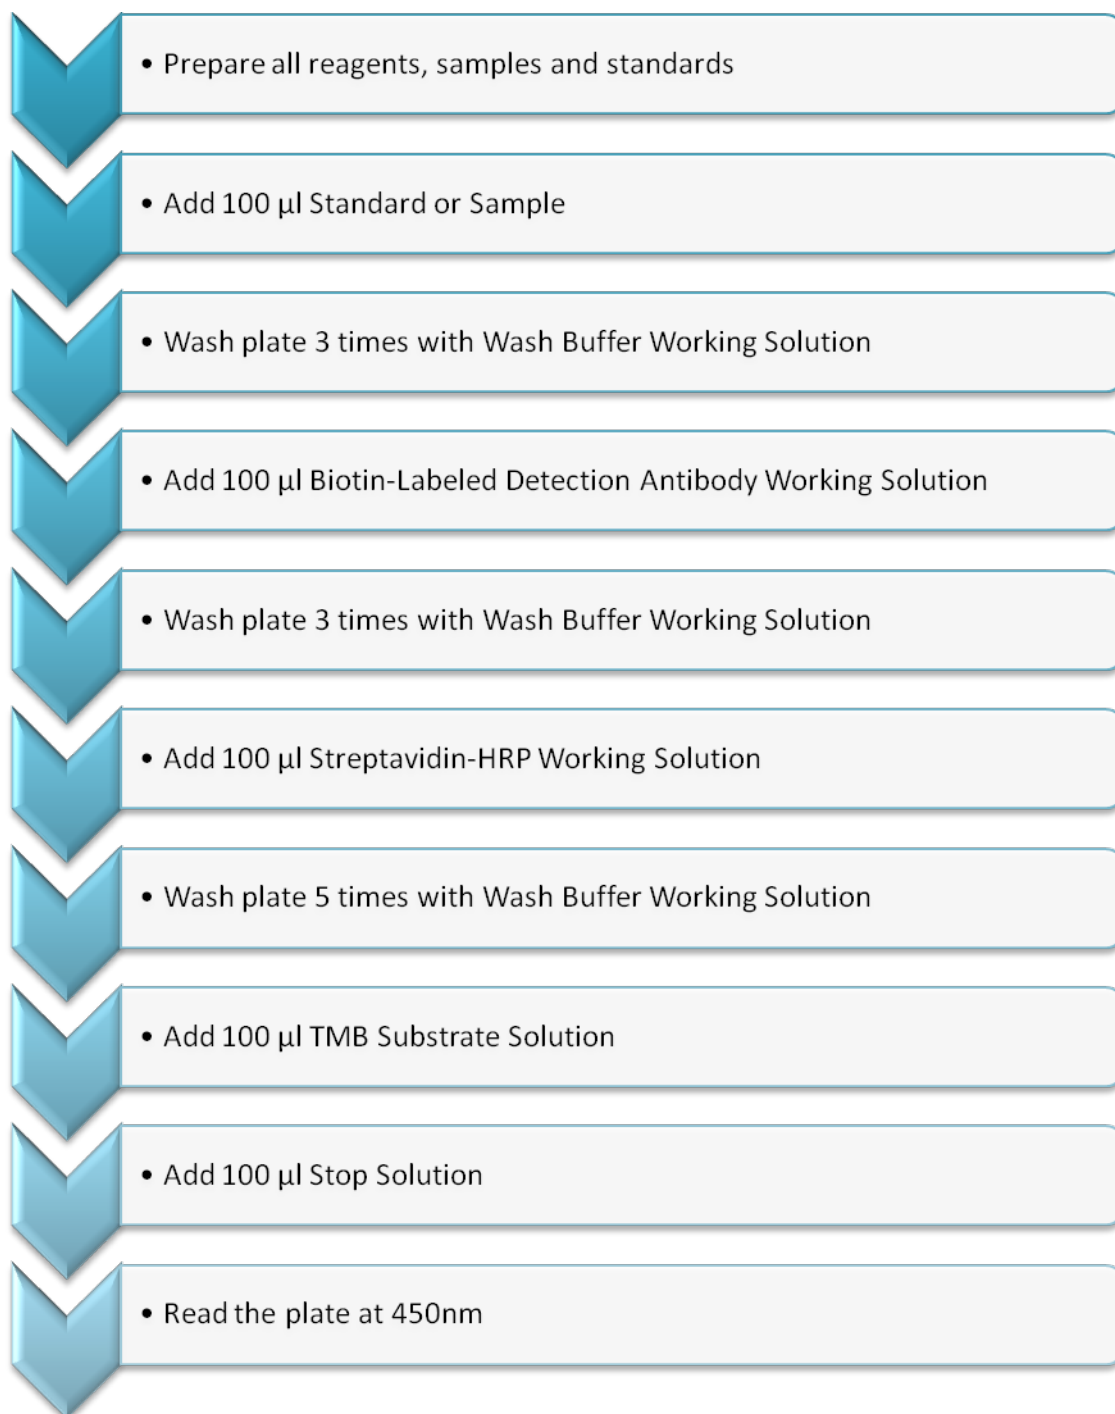 • Prepare all reagents, samples and standards
• Add 100 µl Standard or Sample
• Wash plate 3 times with Wash Buffer Working Solution
• Add 100 µl Biotin-Labeled Detection Antibody Working Solution
• Wash plate 3 times with Wash Buffer Working Solution
• Add 100 µl Streptavidin-HRP Working Solution
• Wash plate 5 times with Wash Buffer Working Solution
• Add 100 µl TMB Substrate Solution
• Add 100 µl Stop Solution
• Read the plate at 450nm